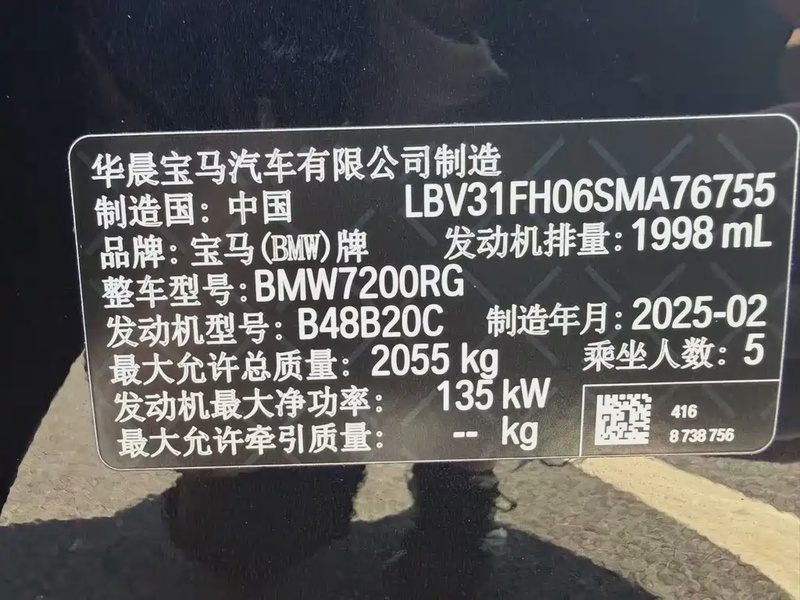 华晨宝马汽车有限公司制造
制造国：中国 LBV31FH06SMA76755
品牌：宝马(BMW)牌 发动机排量：1998 mL
整车型号：BMW7200RG
发动机型号：B48B20C 制造年月：2025-02
最大允许总质量：2055 kg 乘坐人数：5
发动机最大净功率： 135 kW
最大允许牵引质量： -- kg
416
8 738 756